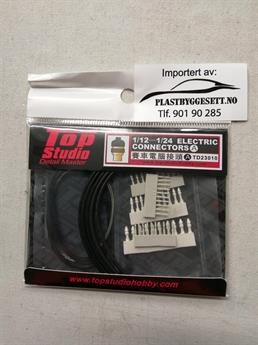 Importert av:
PLASTBYGGESETT.NO
Tlf. 901 90 285
Top
Studio
Detail Master
1/12 1/24 ELECTRIC
CONNECTORS A
賽車電腦接頭 A TD23010
www.topstudiohobby.com